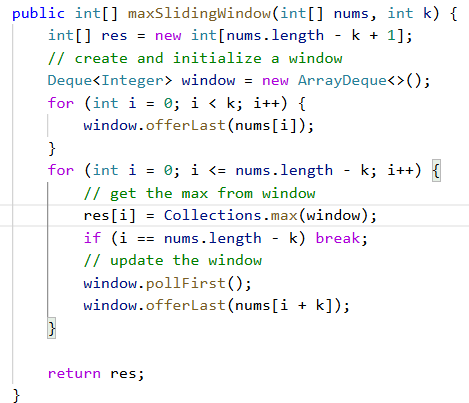 public int[] maxSlidingWindow(int[] nums, int k) {
    int[] res = new int[nums.length - k + 1];
    // create and initialize a window
    Deque<Integer> window = new ArrayDeque<>();
    for (int i = 0; i < k; i++) {
        window.offerLast(nums[i]);
    }
    for (int i = 0; i <= nums.length - k; i++) {
        // get the max from window
        res[i] = Collections.max(window);
        if (i == nums.length - k) break;
        // update the window
        window.pollFirst();
        window.offerLast(nums[i + k]);
    }

    return res;
}